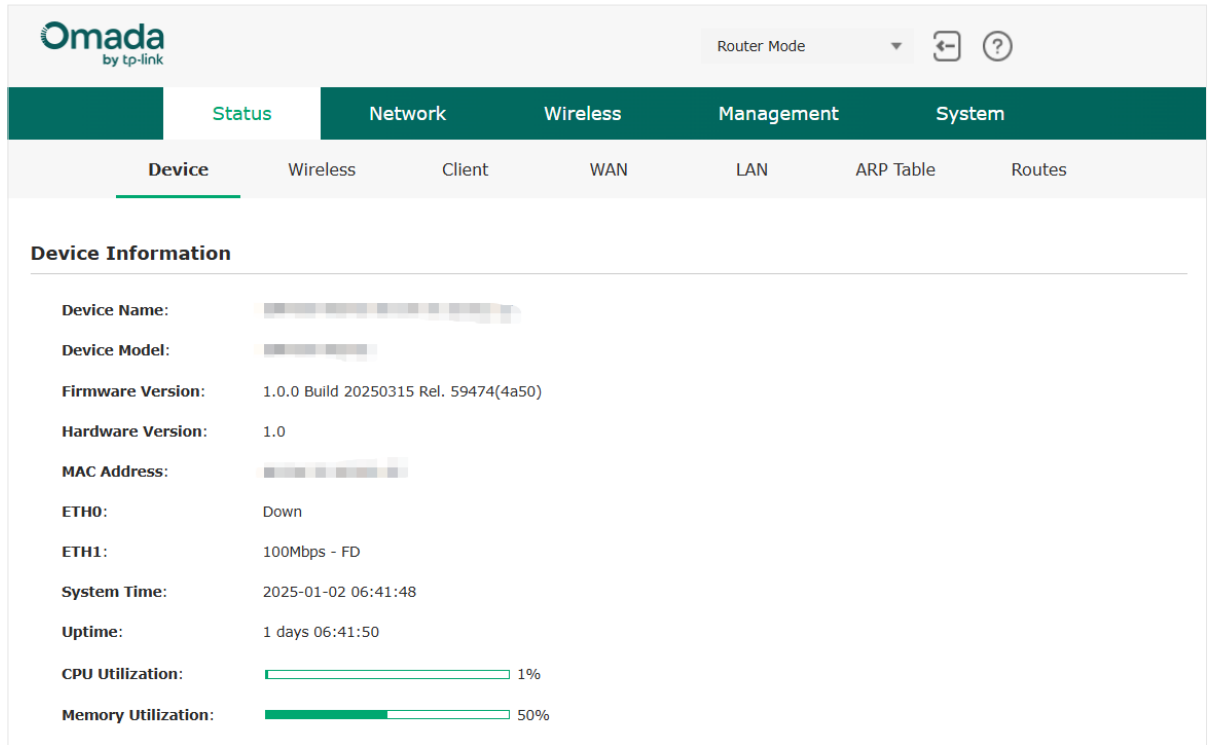 Omada
by tp-link
Router Mode
?
Status Network Wireless Management System
Device Wireless Client WAN LAN ARP Table Routes
Device Information
Device Name:
Device Model:
Firmware Version: 1.0.0 Build 20250315 Rel. 59474(4a50)
Hardware Version: 1.0
MAC Address:
ETH0: Down
ETH1: 100Mbps - FD
System Time: 2025-01-02 06:41:48
Uptime: 1 days 06:41:50
CPU Utilization: 1%
Memory Utilization: 50%